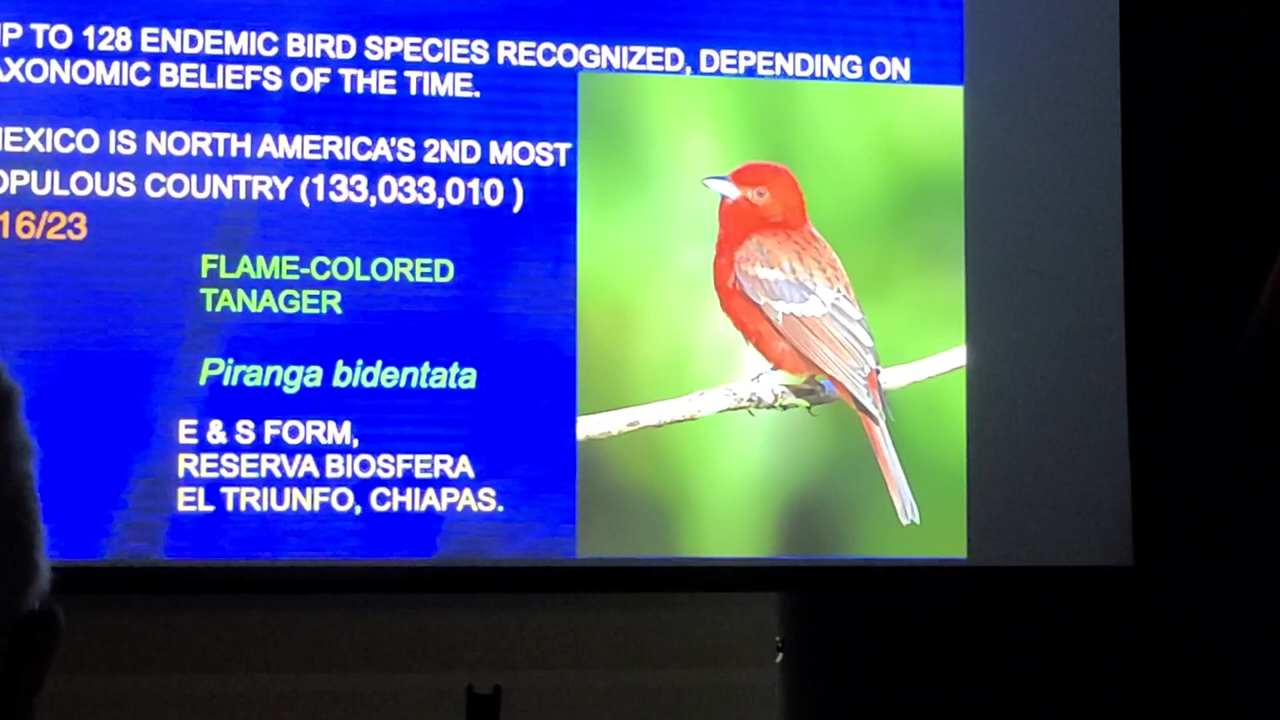 P TO 128 ENDEMIC BIRD SPECIES RECOGNIZED, DEPENDING ON
AXONOMIC BELIEFS OF THE TIME.
MEXICO IS NORTH AMERICA'S 2ND MOST
OPULOUS COUNTRY (133,033,010 )
16/23
FLAME-COLORED
TANAGER
Piranga bidentata
E & S FORM,
RESERVA BIOSFERA
EL TRIUNFO, CHIAPAS.